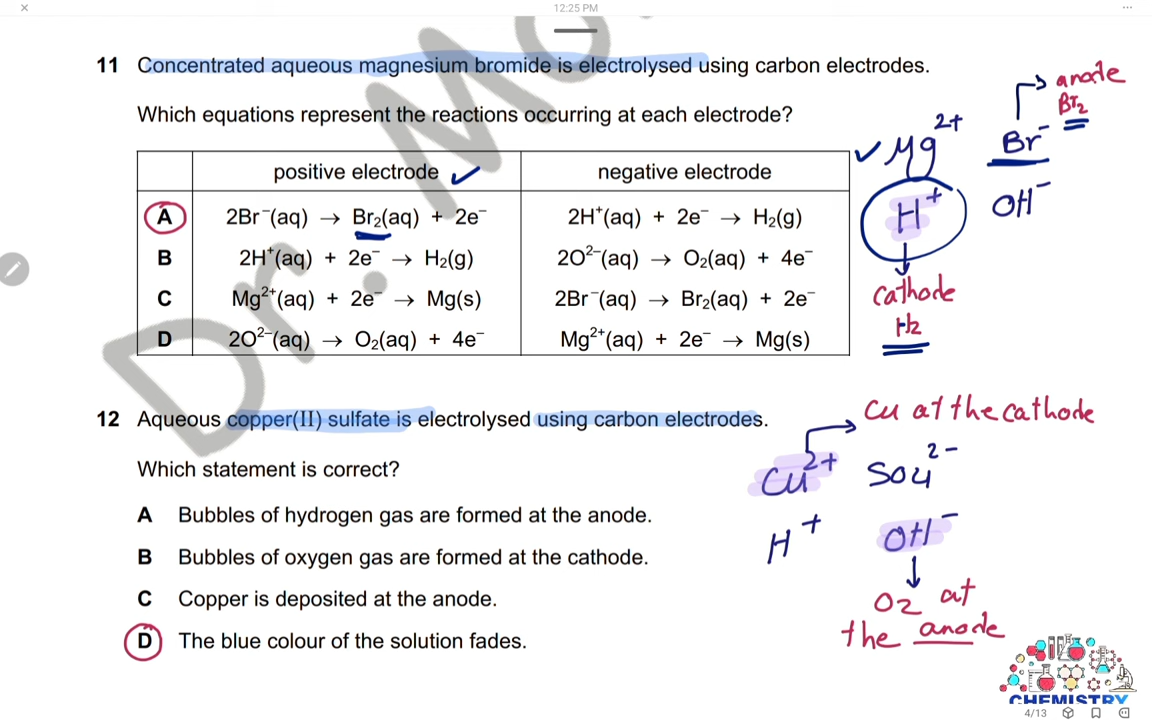 12:25 PM
11 Concentrated aqueous magnesium bromide is electrolysed using carbon electrodes.
Which equations represent the reactions occurring at each electrode?
positive electrode ✓ negative electrode
A 2Br⁻(aq) → Br₂(aq) + 2e⁻ 2H⁺(aq) + 2e⁻ → H₂(g)
B 2H⁺(aq) + 2e⁻ → H₂(g) 2O²⁻(aq) → O₂(aq) + 4e⁻
C Mg²⁺(aq) + 2e⁻ → Mg(s) 2Br⁻(aq) → Br₂(aq) + 2e⁻
D 2O²⁻(aq) → O₂(aq) + 4e⁻ Mg²⁺(aq) + 2e⁻ → Mg(s)
→ anode
Br₂
✓ Mg²⁺ Br⁻
H⁺ OH⁻
↓
cathode
H₂
12 Aqueous copper(II) sulfate is electrolysed using carbon electrodes.
Which statement is correct?
A Bubbles of hydrogen gas are formed at the anode.
B Bubbles of oxygen gas are formed at the cathode.
C Copper is deposited at the anode.
D The blue colour of the solution fades.
→ Cu at the cathode
Cu²⁺ SO₄²⁻
H⁺ OH⁻
↓
O₂ at
the anode
Dr. Mo
CHEMISTRY
4/13